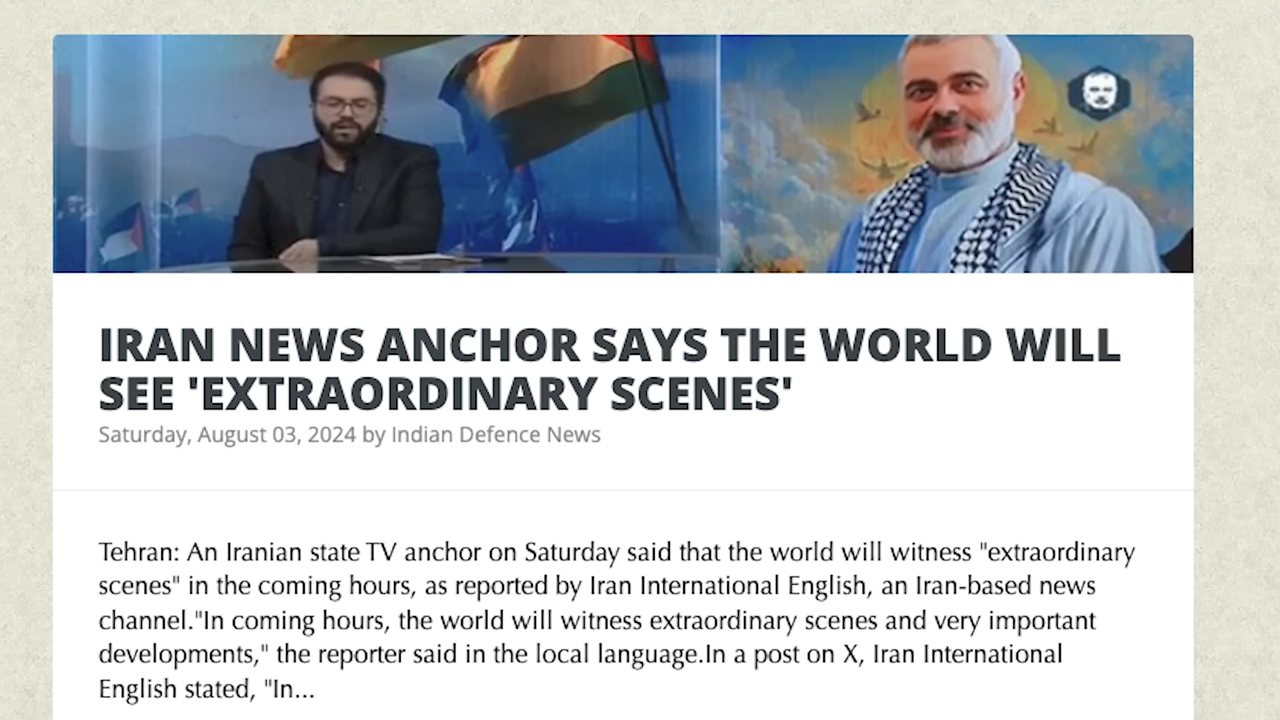 IRAN NEWS ANCHOR SAYS THE WORLD WILL
SEE 'EXTRAORDINARY SCENES'
Saturday, August 03, 2024 by Indian Defence News
Tehran: An Iranian state TV anchor on Saturday said that the world will witness "extraordinary
scenes" in the coming hours, as reported by Iran International English, an Iran-based news
channel."In coming hours, the world will witness extraordinary scenes and very important
developments," the reporter said in the local language.In a post on X, Iran International
English stated, "In...